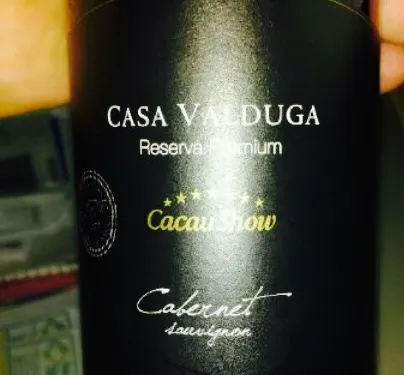 CASA VALDUGA
Reserva Premium
CacauShow
Cabernet
sauvignon